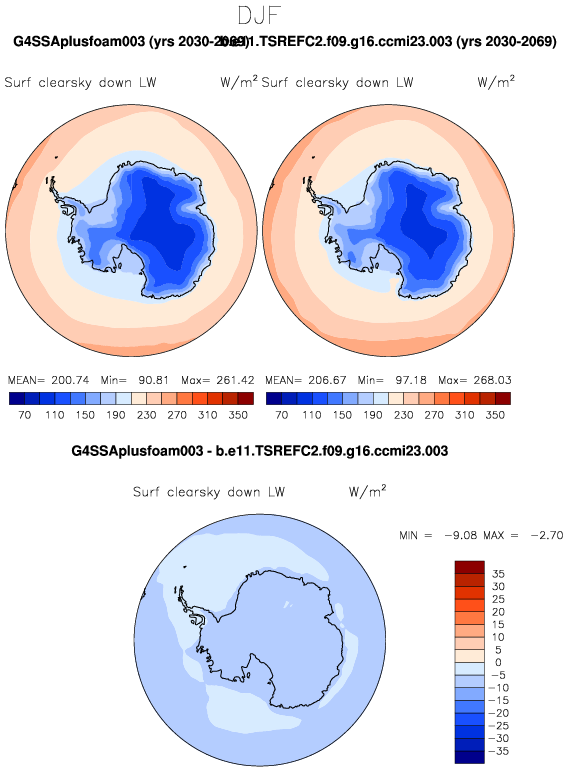 DJF
G4SSAplusfoam003 (yrs 2030-2069)b.e11.TSREFC2.f09.g16.ccmi23.003 (yrs 2030-2069)
Surf clearsky down LW W/m² Surf clearsky down LW W/m²
MEAN= 200.74 Min= 90.81 Max= 261.42 MEAN= 206.67 Min= 97.18 Max= 268.03
70 110 150 190 230 270 310 350 70 110 150 190 230 270 310 350
G4SSAplusfoam003 - b.e11.TSREFC2.f09.g16.ccmi23.003
Surf clearsky down LW W/m²
MIN = -9.08 MAX = -2.70
35
30
25
20
15
10
5
0
-5
-10
-15
-20
-25
-30
-35